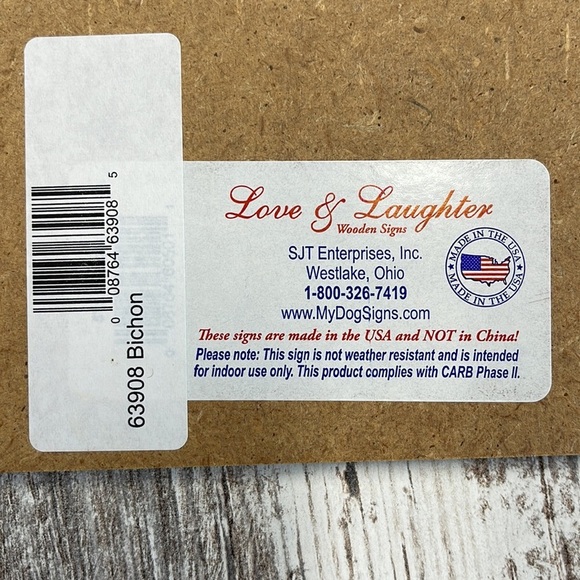 0 08764 63908 5
63908 Bichon
Love & Laughter
Wooden Signs
SJT Enterprises, Inc.
Westlake, Ohio
1-800-326-7419
www.MyDogSigns.com
MADE IN THE USA
MADE IN THE USA
These signs are made in the USA and NOT in China!
Please note: This sign is not weather resistant and is intended
for indoor use only. This product complies with CARB Phase II.